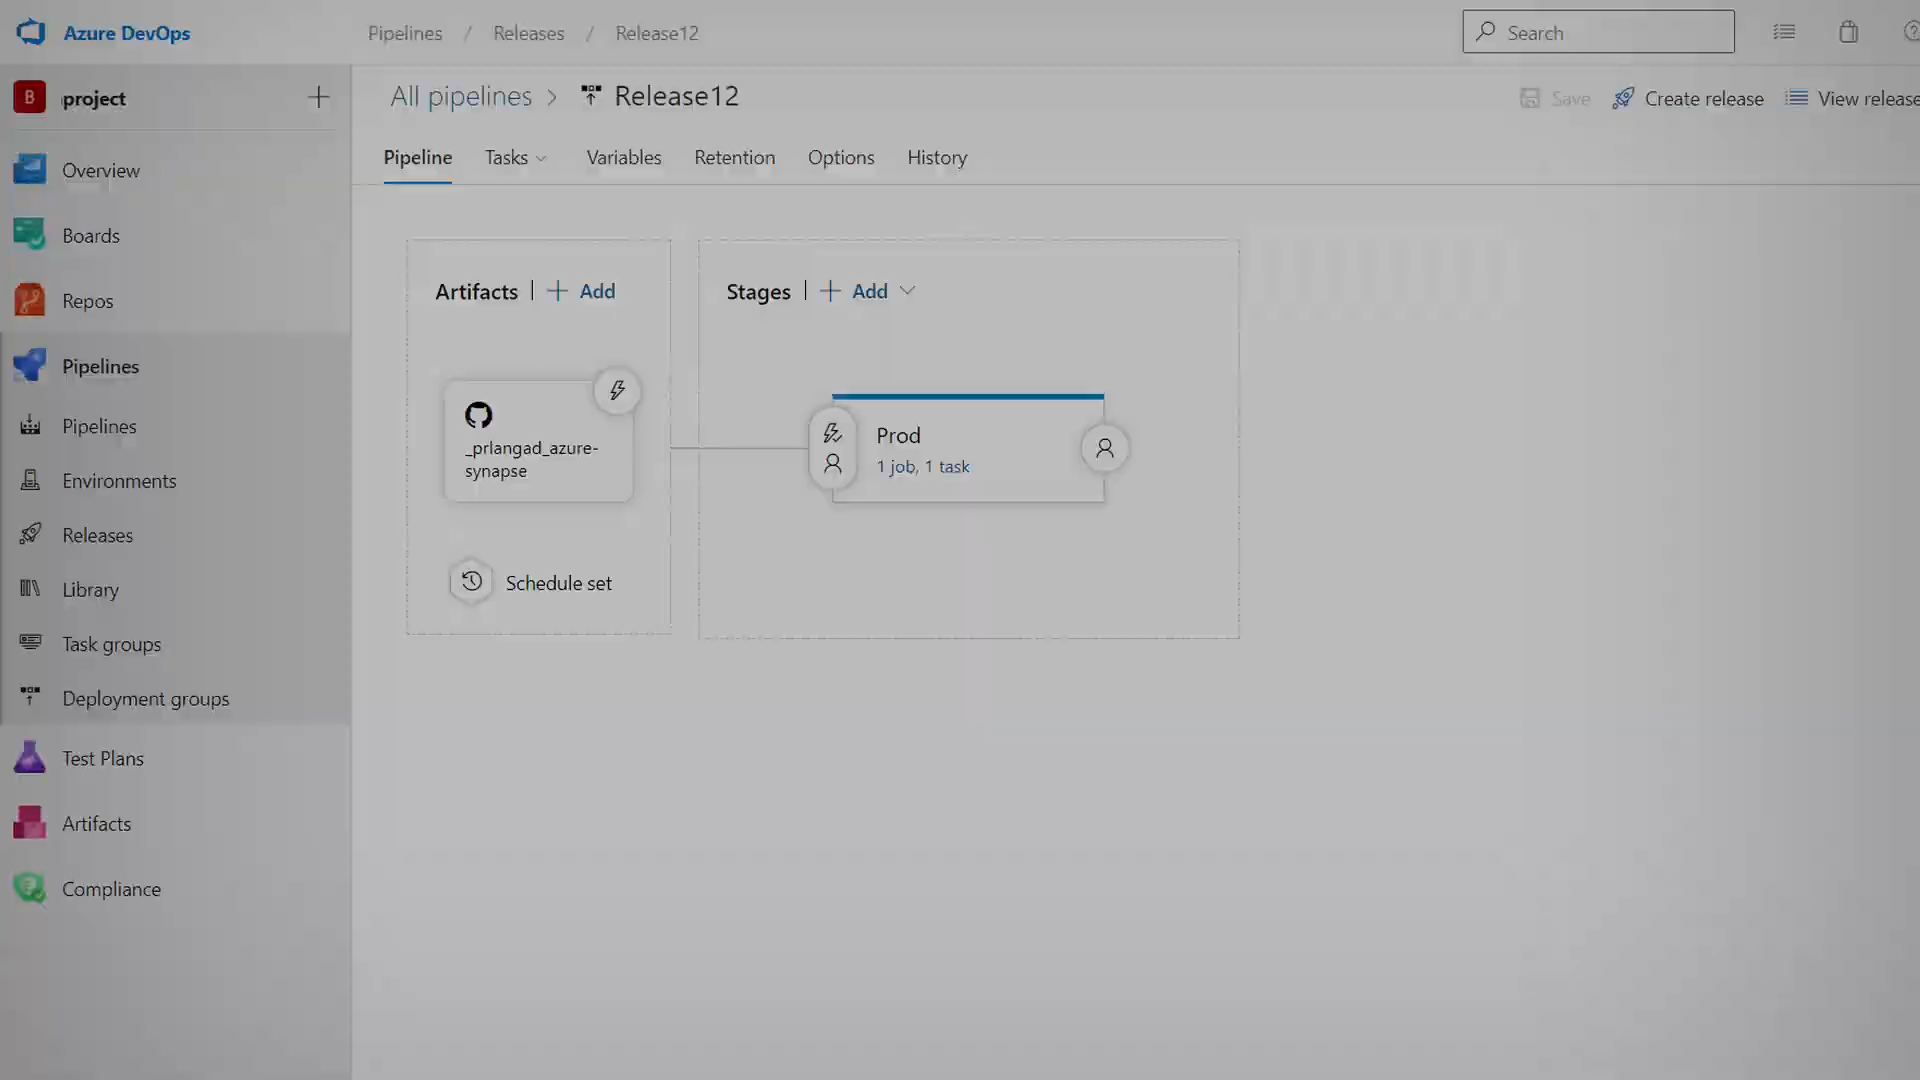 Azure DevOps
Pipelines / Releases / Release12
Search
B project
All pipelines > Release12
Save
Create release
View release
Pipeline
Tasks
Variables
Retention
Options
History
Overview
Boards
Repos
Pipelines
Pipelines
Environments
Releases
Library
Task groups
Deployment groups
Test Plans
Artifacts
Compliance
Artifacts | + Add
_prlangad_azure-
synapse
Schedule set
Stages | + Add
Prod
1 job, 1 task